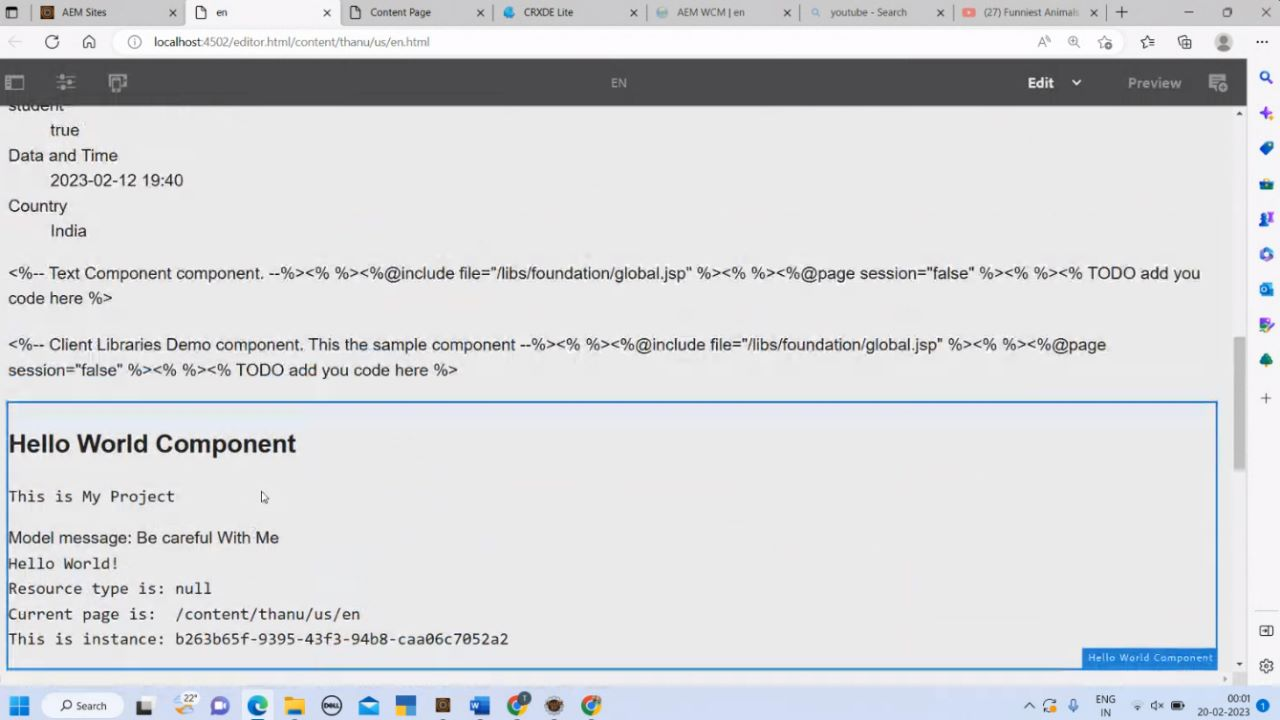 AEM Sites
en
Content Page
CRXDE Lite
AEM WCM | en
youtube - Search
(27) Funniest Animals
localhost:4502/editor.html/content/thanu/us/en.html
EN
Edit
Preview
student
true
Data and Time
2023-02-12 19:40
Country
India
<%-- Text Component component. --%><% %><%@include file="/libs/foundation/global.jsp" %><% %><%@page session="false" %><% %><% TODO add you
code here %>
<%-- Client Libraries Demo component. This the sample component --%><% %><%@include file="/libs/foundation/global.jsp" %><% %><%@page
session="false" %><% %><% TODO add you code here %>
Hello World Component
This is My Project
Model message: Be careful With Me
Hello World!
Resource type is: null
Current page is: /content/thanu/us/en
This is instance: b263b65f-9395-43f3-94b8-caa06c7052a2
Hello World Component
Search
22°
DELL
ENG
IN
00:01
20-02-2023